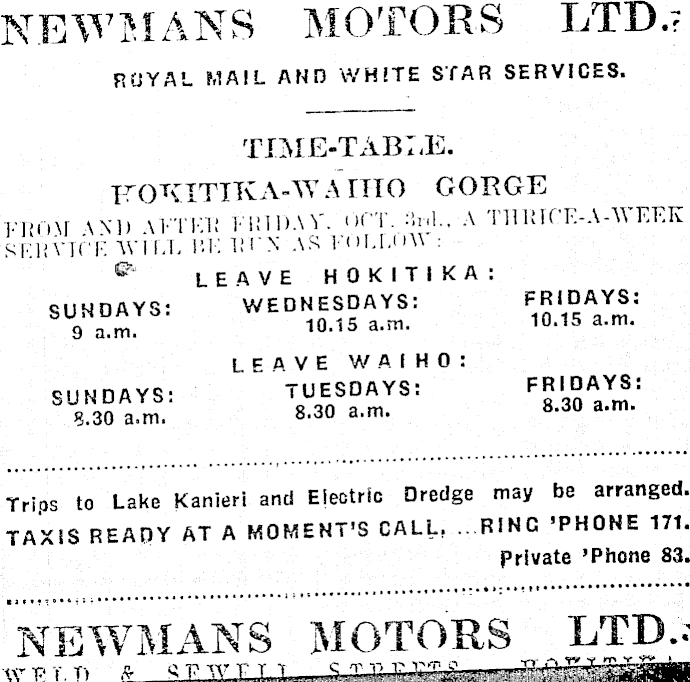 NEWMANS MOTORS LTD.
ROYAL MAIL AND WHITE STAR SERVICES.
TIME-TABLE.
HOKITIKA-WAIHO GORGE
FROM AND AFTER FRIDAY, OCT. 3rd., A THRICE-A-WEEK
SERVICE WILL BE RUN AS FOLLOW:
LEAVE HOKITIKA:
SUNDAYS: WEDNESDAYS: FRIDAYS:
9 a.m. 10.15 a.m. 10.15 a.m.
LEAVE WAIHO:
SUNDAYS: TUESDAYS: FRIDAYS:
8.30 a.m. 8.30 a.m. 8.30 a.m.
Trips to Lake Kanieri and Electric Dredge may be arranged.
TAXIS READY AT A MOMENT'S CALL, ... RING 'PHONE 171.
Private 'Phone 83.
NEWMANS MOTORS LTD.
WELD & SEWELL STREETS HOKITIKA